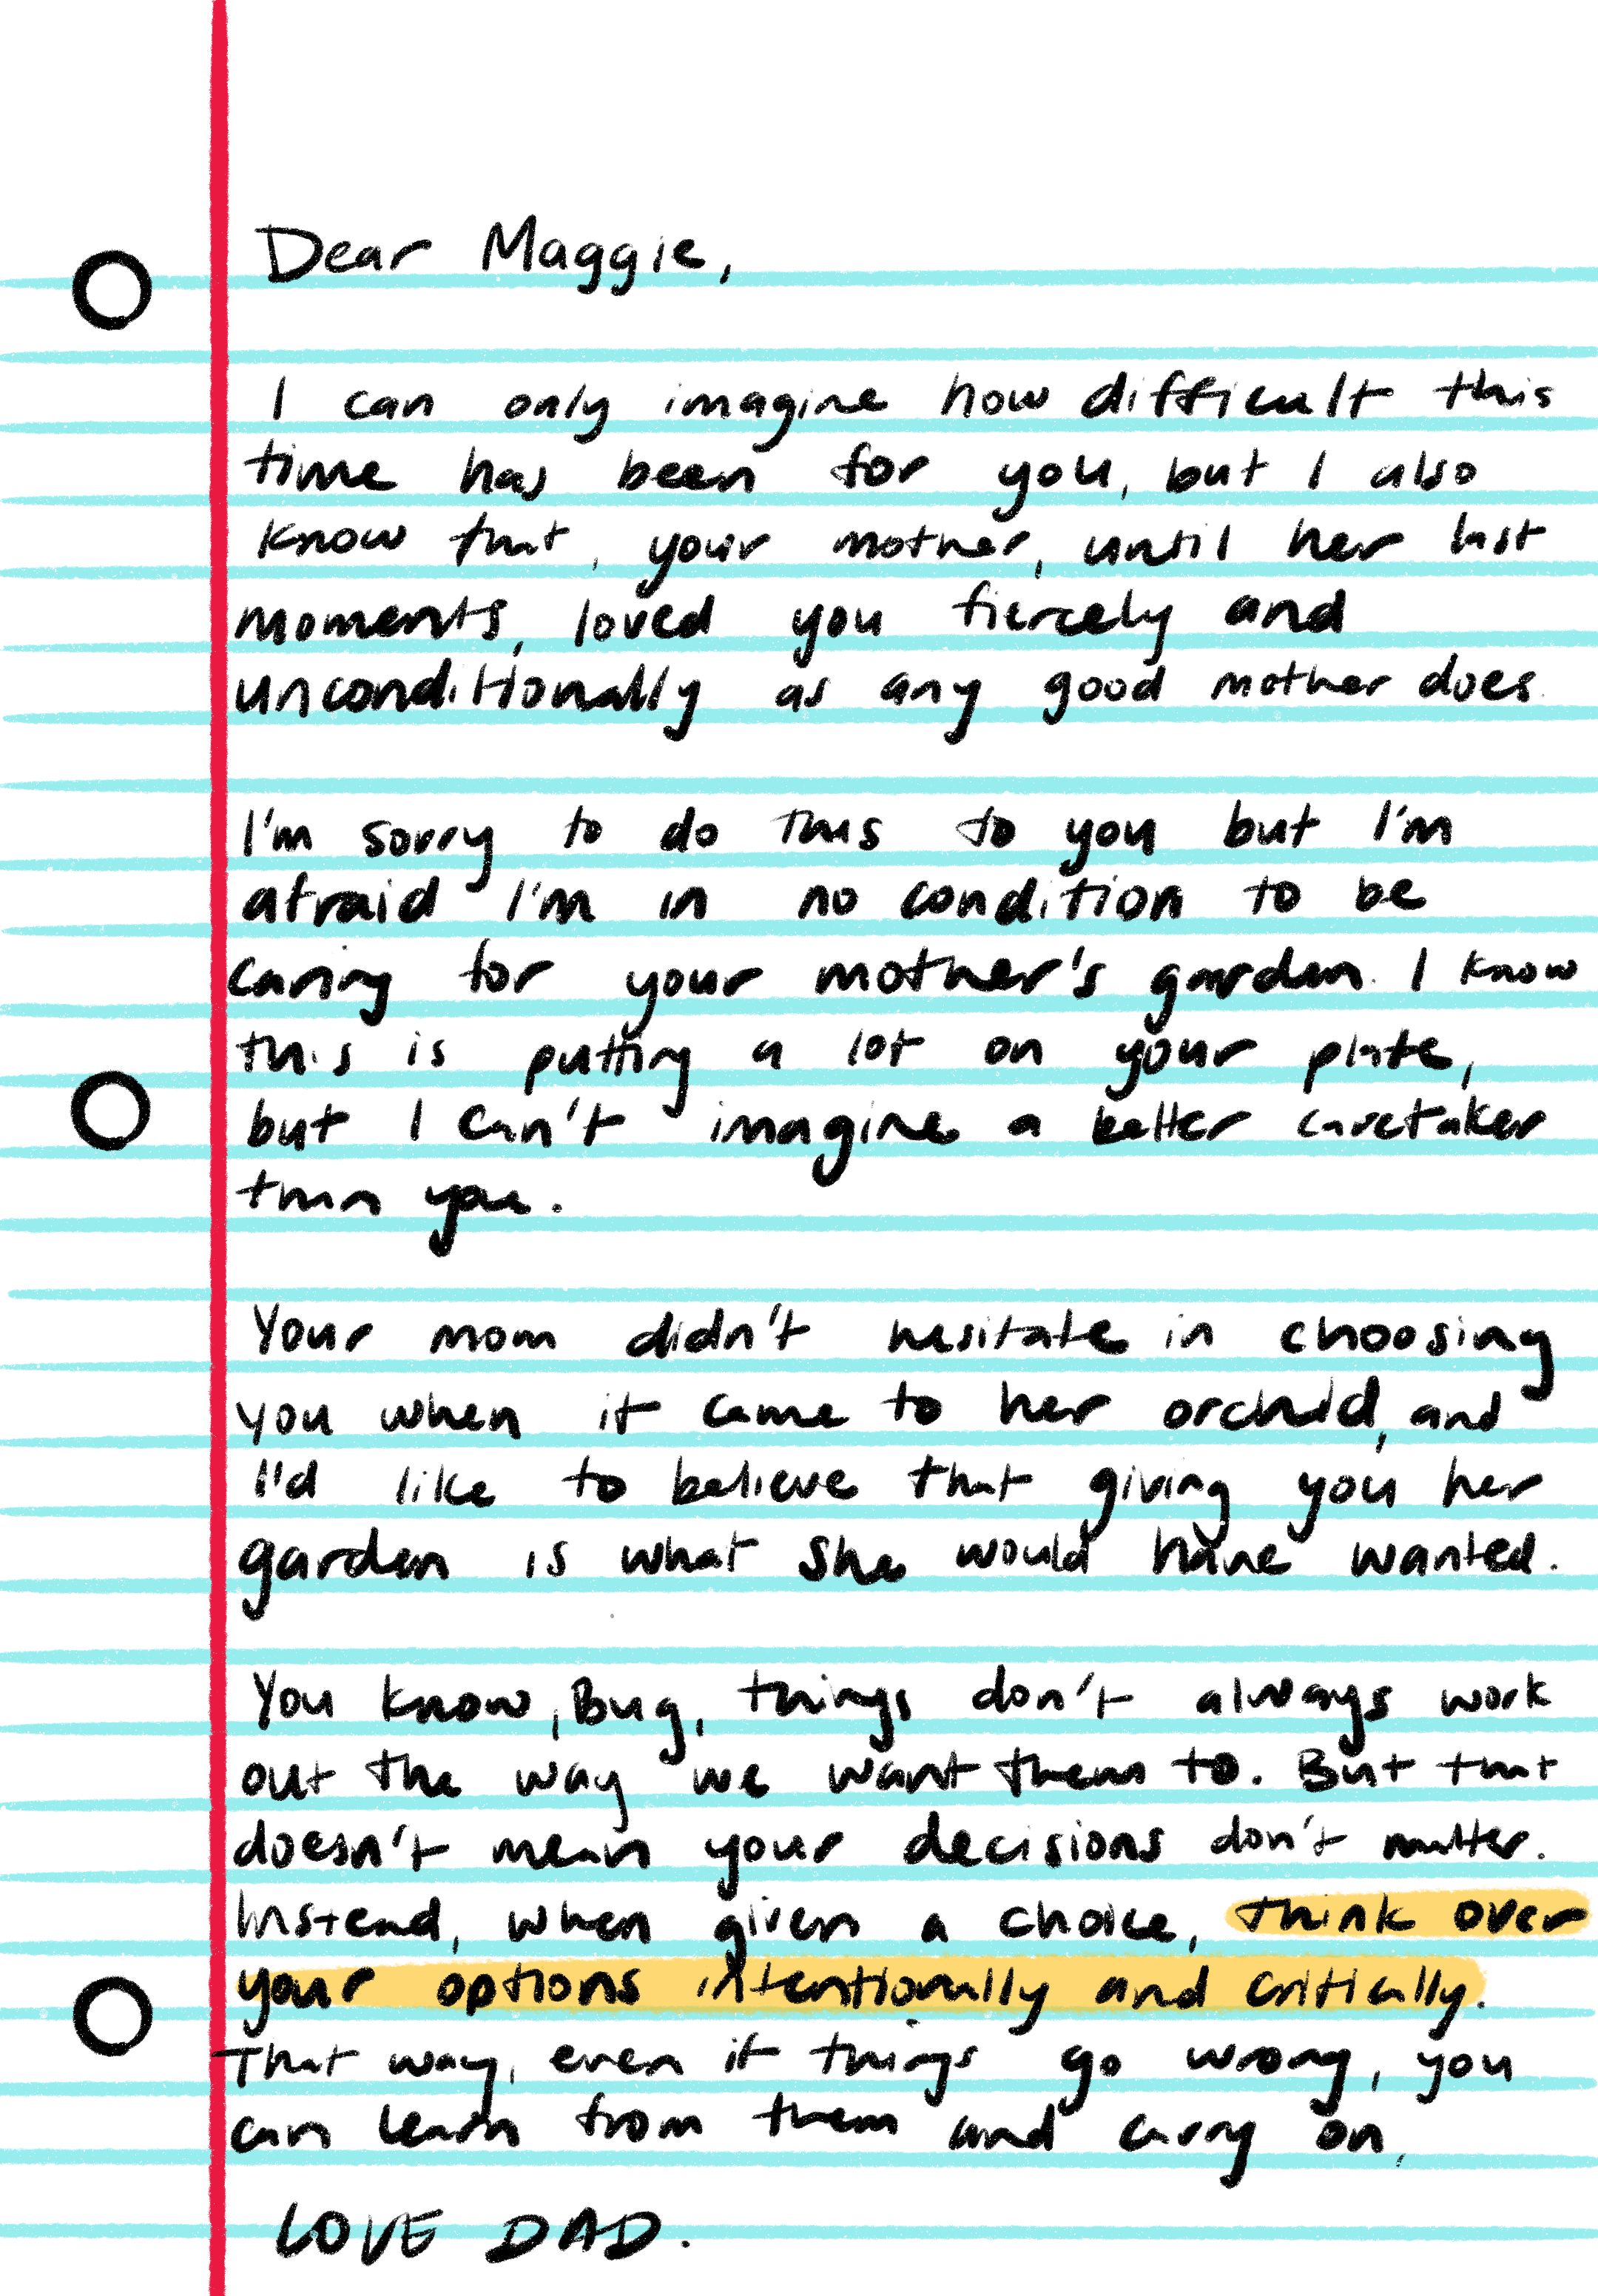 Dear Maggie,
I can only imagine how difficult this
time has been for you, but I also
know that, your mother, until her last
moments, loved you fiercely and
unconditionally as any good mother does.
I'm sorry to do this to you but I'm
afraid I'm in no condition to be
caring for your mother's garden. I know
this is putting a lot on your plate,
but I can't imagine a better caretaker
than you.
Your mom didn't hesitate in choosing
you when it came to her orchid, and
I'd like to believe that giving you her
garden is what she would have wanted.
You know, Bug, things don't always work
out the way we want them to. But that
doesn't mean your decisions don't matter.
Instead, when given a choice, think over
your options intentionally and critically.
That way, even if things go wrong, you
can learn from them and carry on,
LOVE DAD.